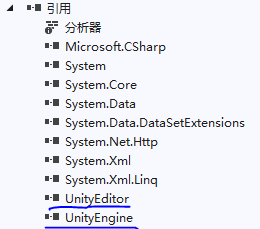 引用
分析器
Microsoft.CSharp
System
System.Core
System.Data
System.Data.DataSetExtensions
System.Net.Http
System.Xml
System.Xml.Linq
UnityEditor
UnityEngine